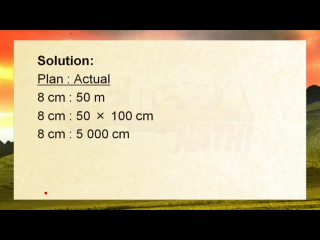 Solution:
Plan : Actual
8 cm : 50 m
8 cm : 50 × 100 cm
8 cm : 5 000 cm